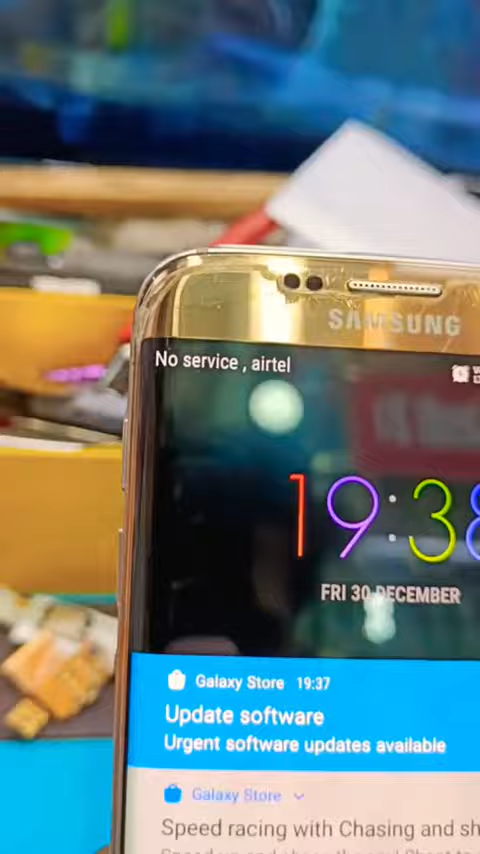 SAMSUNG
No service , airtel
19:38
FRI 30 DECEMBER
Galaxy Store 19:37
Update software
Urgent software updates available
Galaxy Store
Speed racing with Chasing and sh